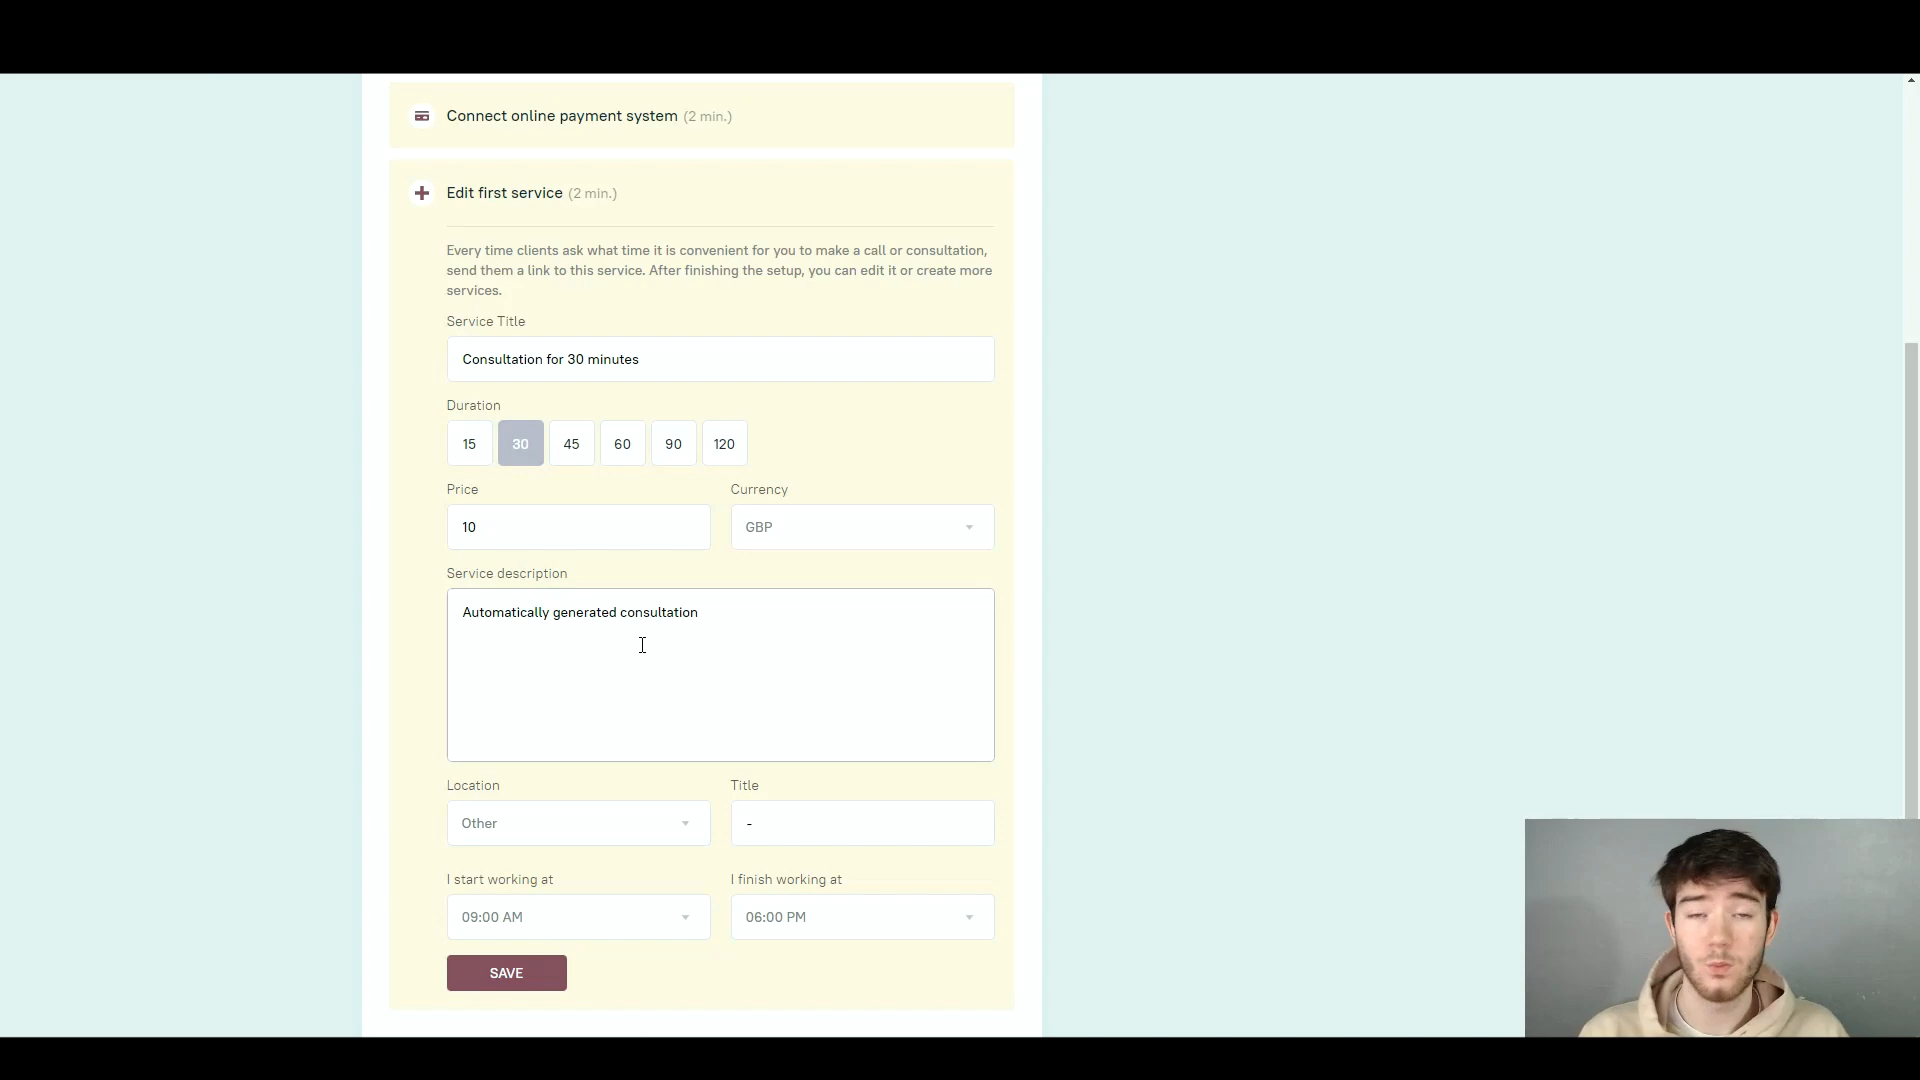 Connect online payment system (2 min.)
Edit first service (2 min.)
Every time clients ask what time it is convenient for you to make a call or consultation,
send them a link to this service. After finishing the setup, you can edit it or create more
services.
Service Title
Consultation for 30 minutes
Duration
15 30 45 60 90 120
Price Currency
10 GBP
Service description
Automatically generated consultation
Location Title
Other -
I start working at I finish working at
09:00 AM 06:00 PM
SAVE